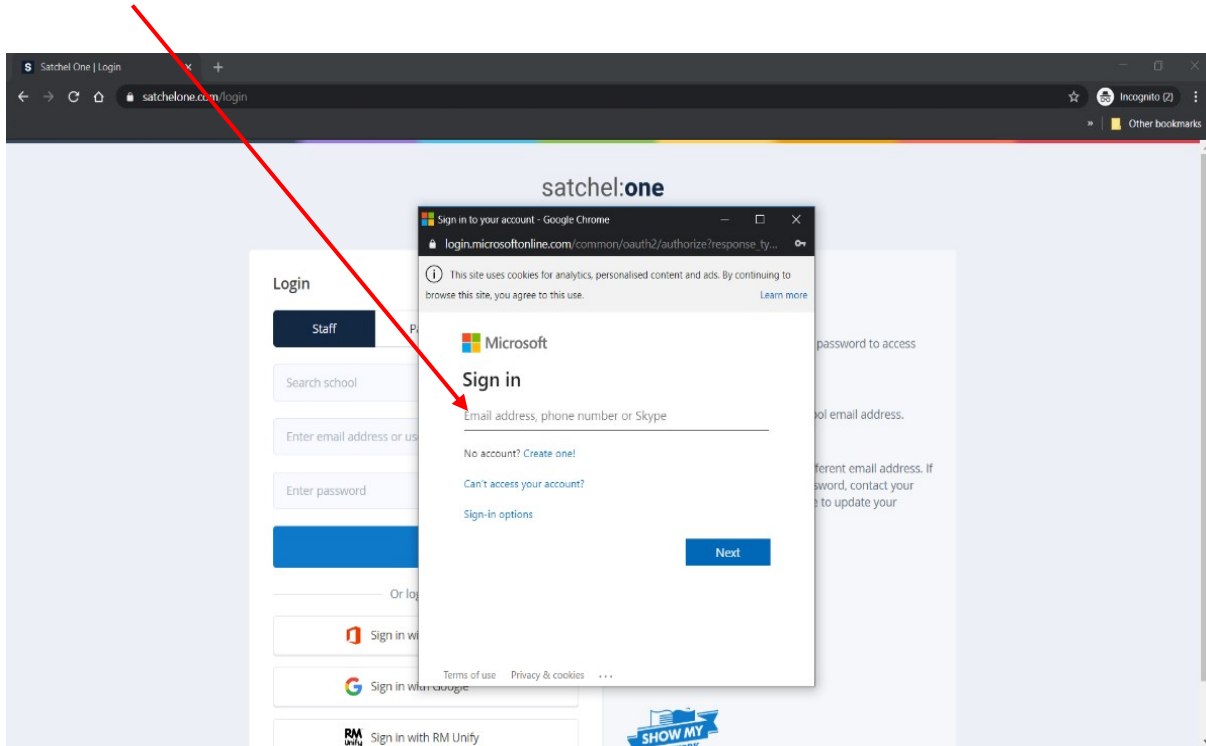 S Satchel One | Login
satchelone.com/login
Incognito (2)
» Other bookmarks
satchel:one
Sign in to your account - Google Chrome
login.microsoftonline.com/common/oauth2/authorize?response_ty...
This site uses cookies for analytics, personalised content and ads. By continuing to
browse this site, you agree to this use. Learn more
Login
Staff
password to access
Microsoft
Search school
Sign in
Email address, phone number or Skype
email address.
Enter email address or
No account? Create one!
different email address. If
Can't access your account?
Enter password
contact your
to update your
Sign-in options
Next
Or
Sign in
Terms of use Privacy & cookies ...
Sign in with Google
RM Unify Sign in with RM Unify
SHOW MY